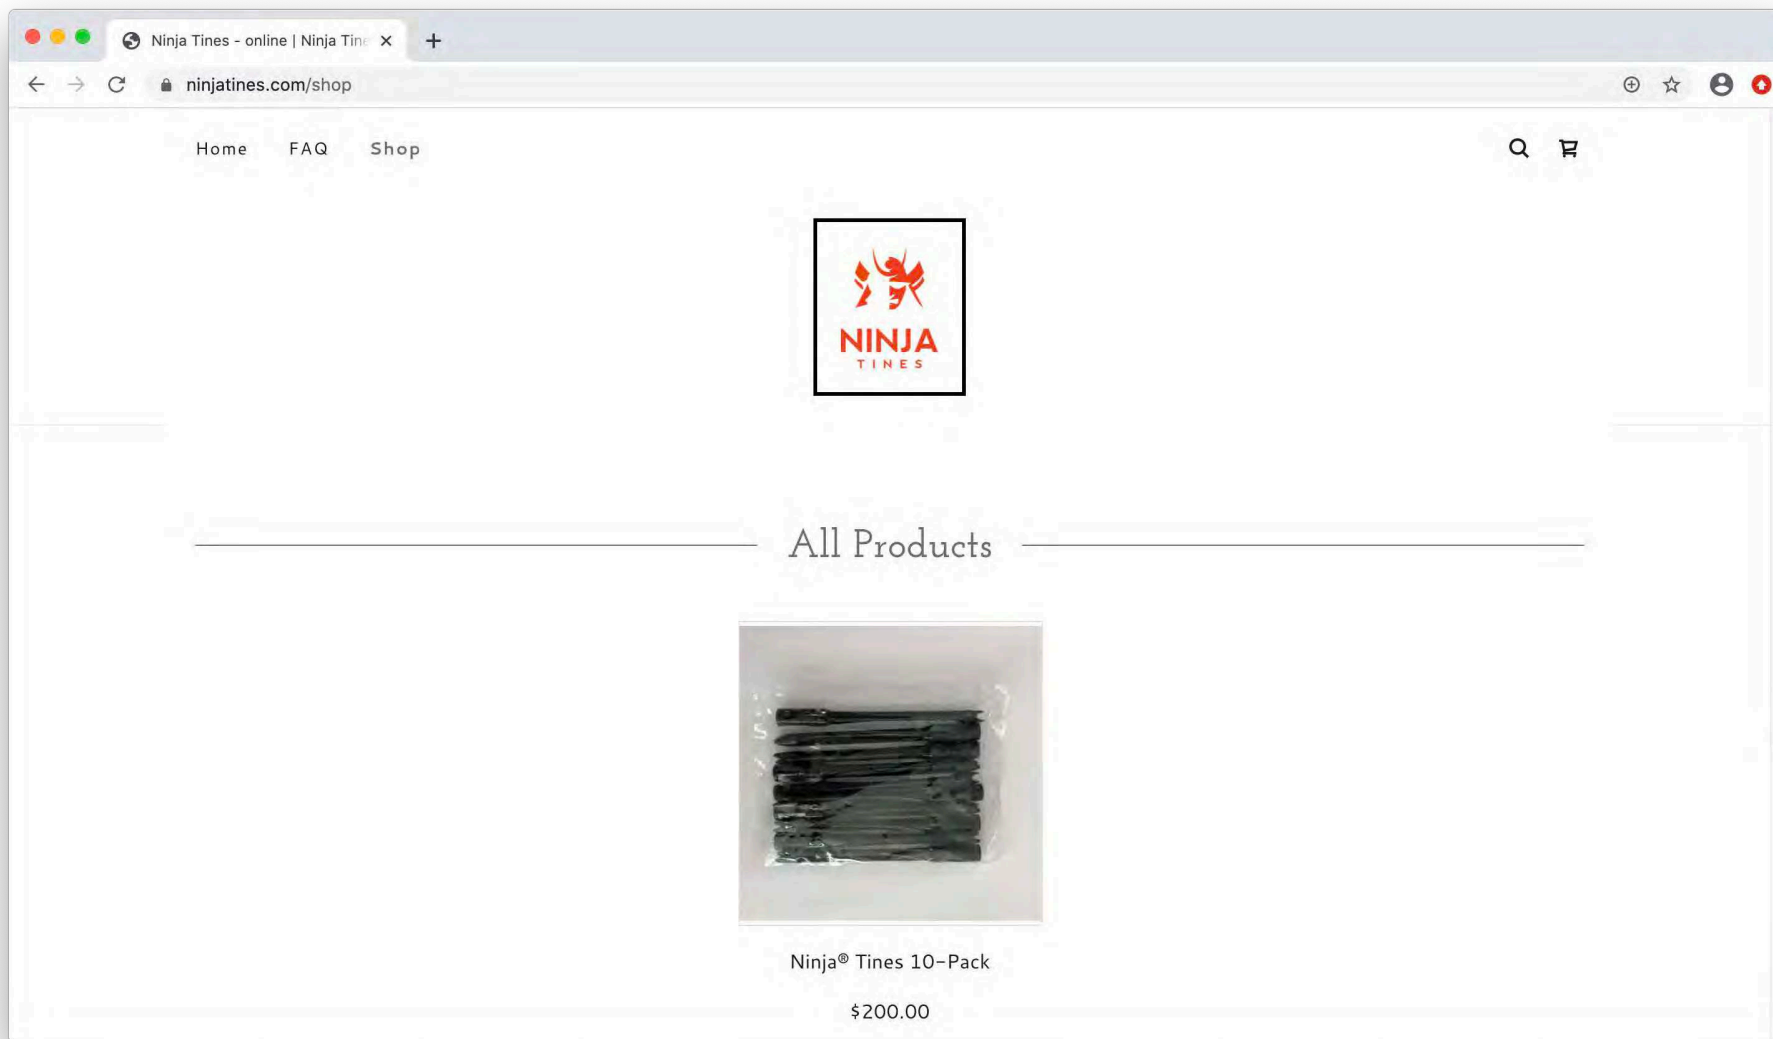 Ninja Tines - online | Ninja Tine
ninjatines.com/shop
Home FAQ Shop
NINJA
TINES
All Products
Ninja® Tines 10-Pack
$200.00